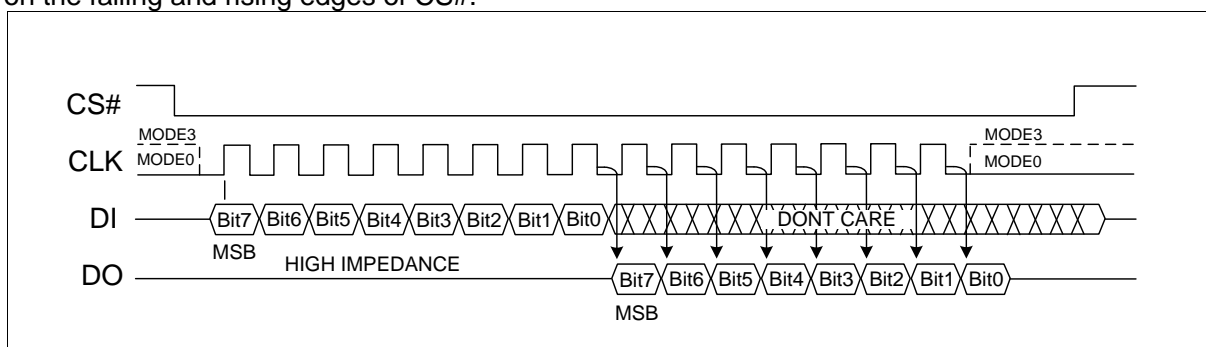 on the falling and rising edges of CS#.
CS#
MODE3 MODE3
CLK MODE0 MODE0
DI Bit7 Bit6 Bit5 Bit4 Bit3 Bit2 Bit1 Bit0 DONT CARE
MSB HIGH IMPEDANCE
DO Bit7 Bit6 Bit5 Bit4 Bit3 Bit2 Bit1 Bit0
MSB